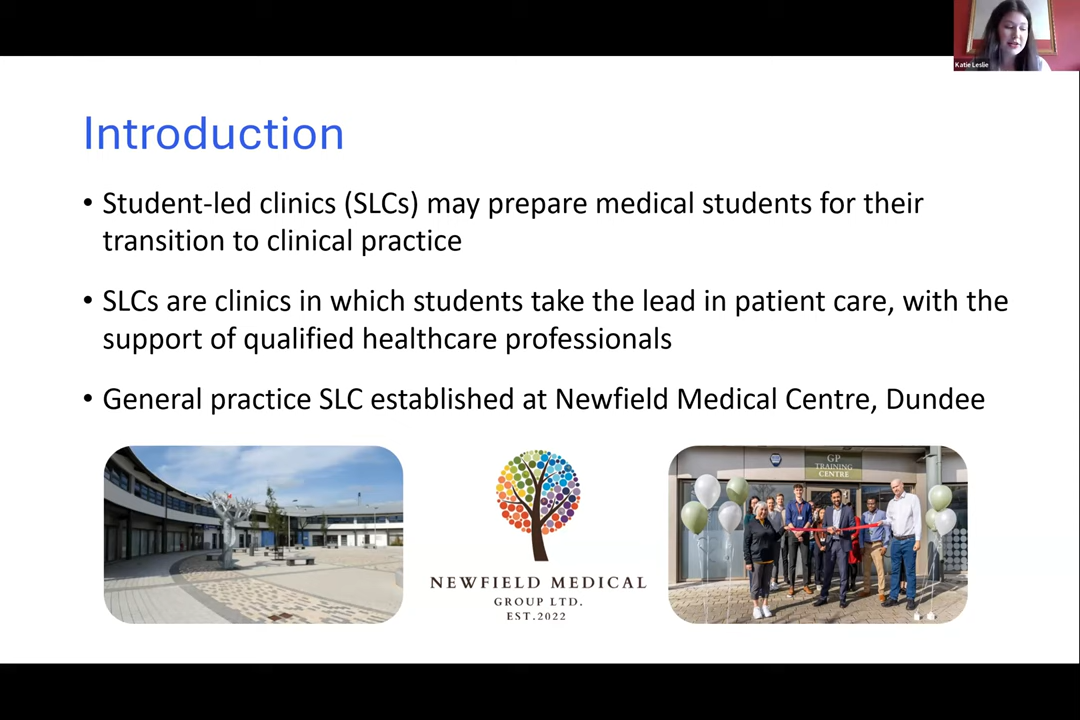 Katie Leslie
Introduction
• Student-led clinics (SLCs) may prepare medical students for their
transition to clinical practice
• SLCs are clinics in which students take the lead in patient care, with the
support of qualified healthcare professionals
• General practice SLC established at Newfield Medical Centre, Dundee
GP
TRAINING
CENTRE
NEWFIELD MEDICAL
GROUP LTD.
EST.2022